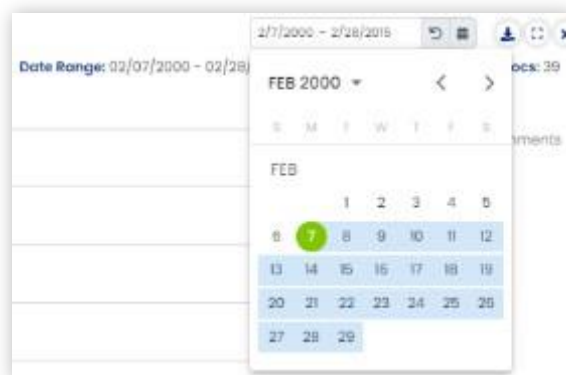 2/7/2000 – 2/28/2015
Date Range: 02/07/2000 - 02/28/
ocs: 39
FEB 2000
S M T W T F S
mments
FEB
1 2 3 4 5
6 7 8 9 10 11 12
13 14 15 16 17 18 19
20 21 22 23 24 25 26
27 28 29